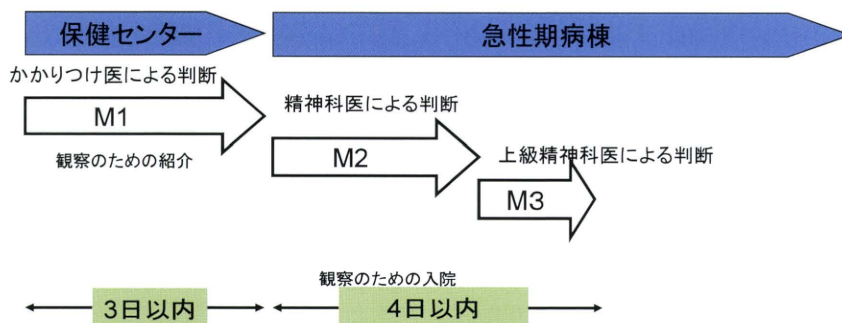 保健センター
急性期病棟
かかりつけ医による判断
M1
観察のための紹介
精神科医による判断
M2
上級精神科医による判断
M3
観察のための入院
3日以内
4日以内